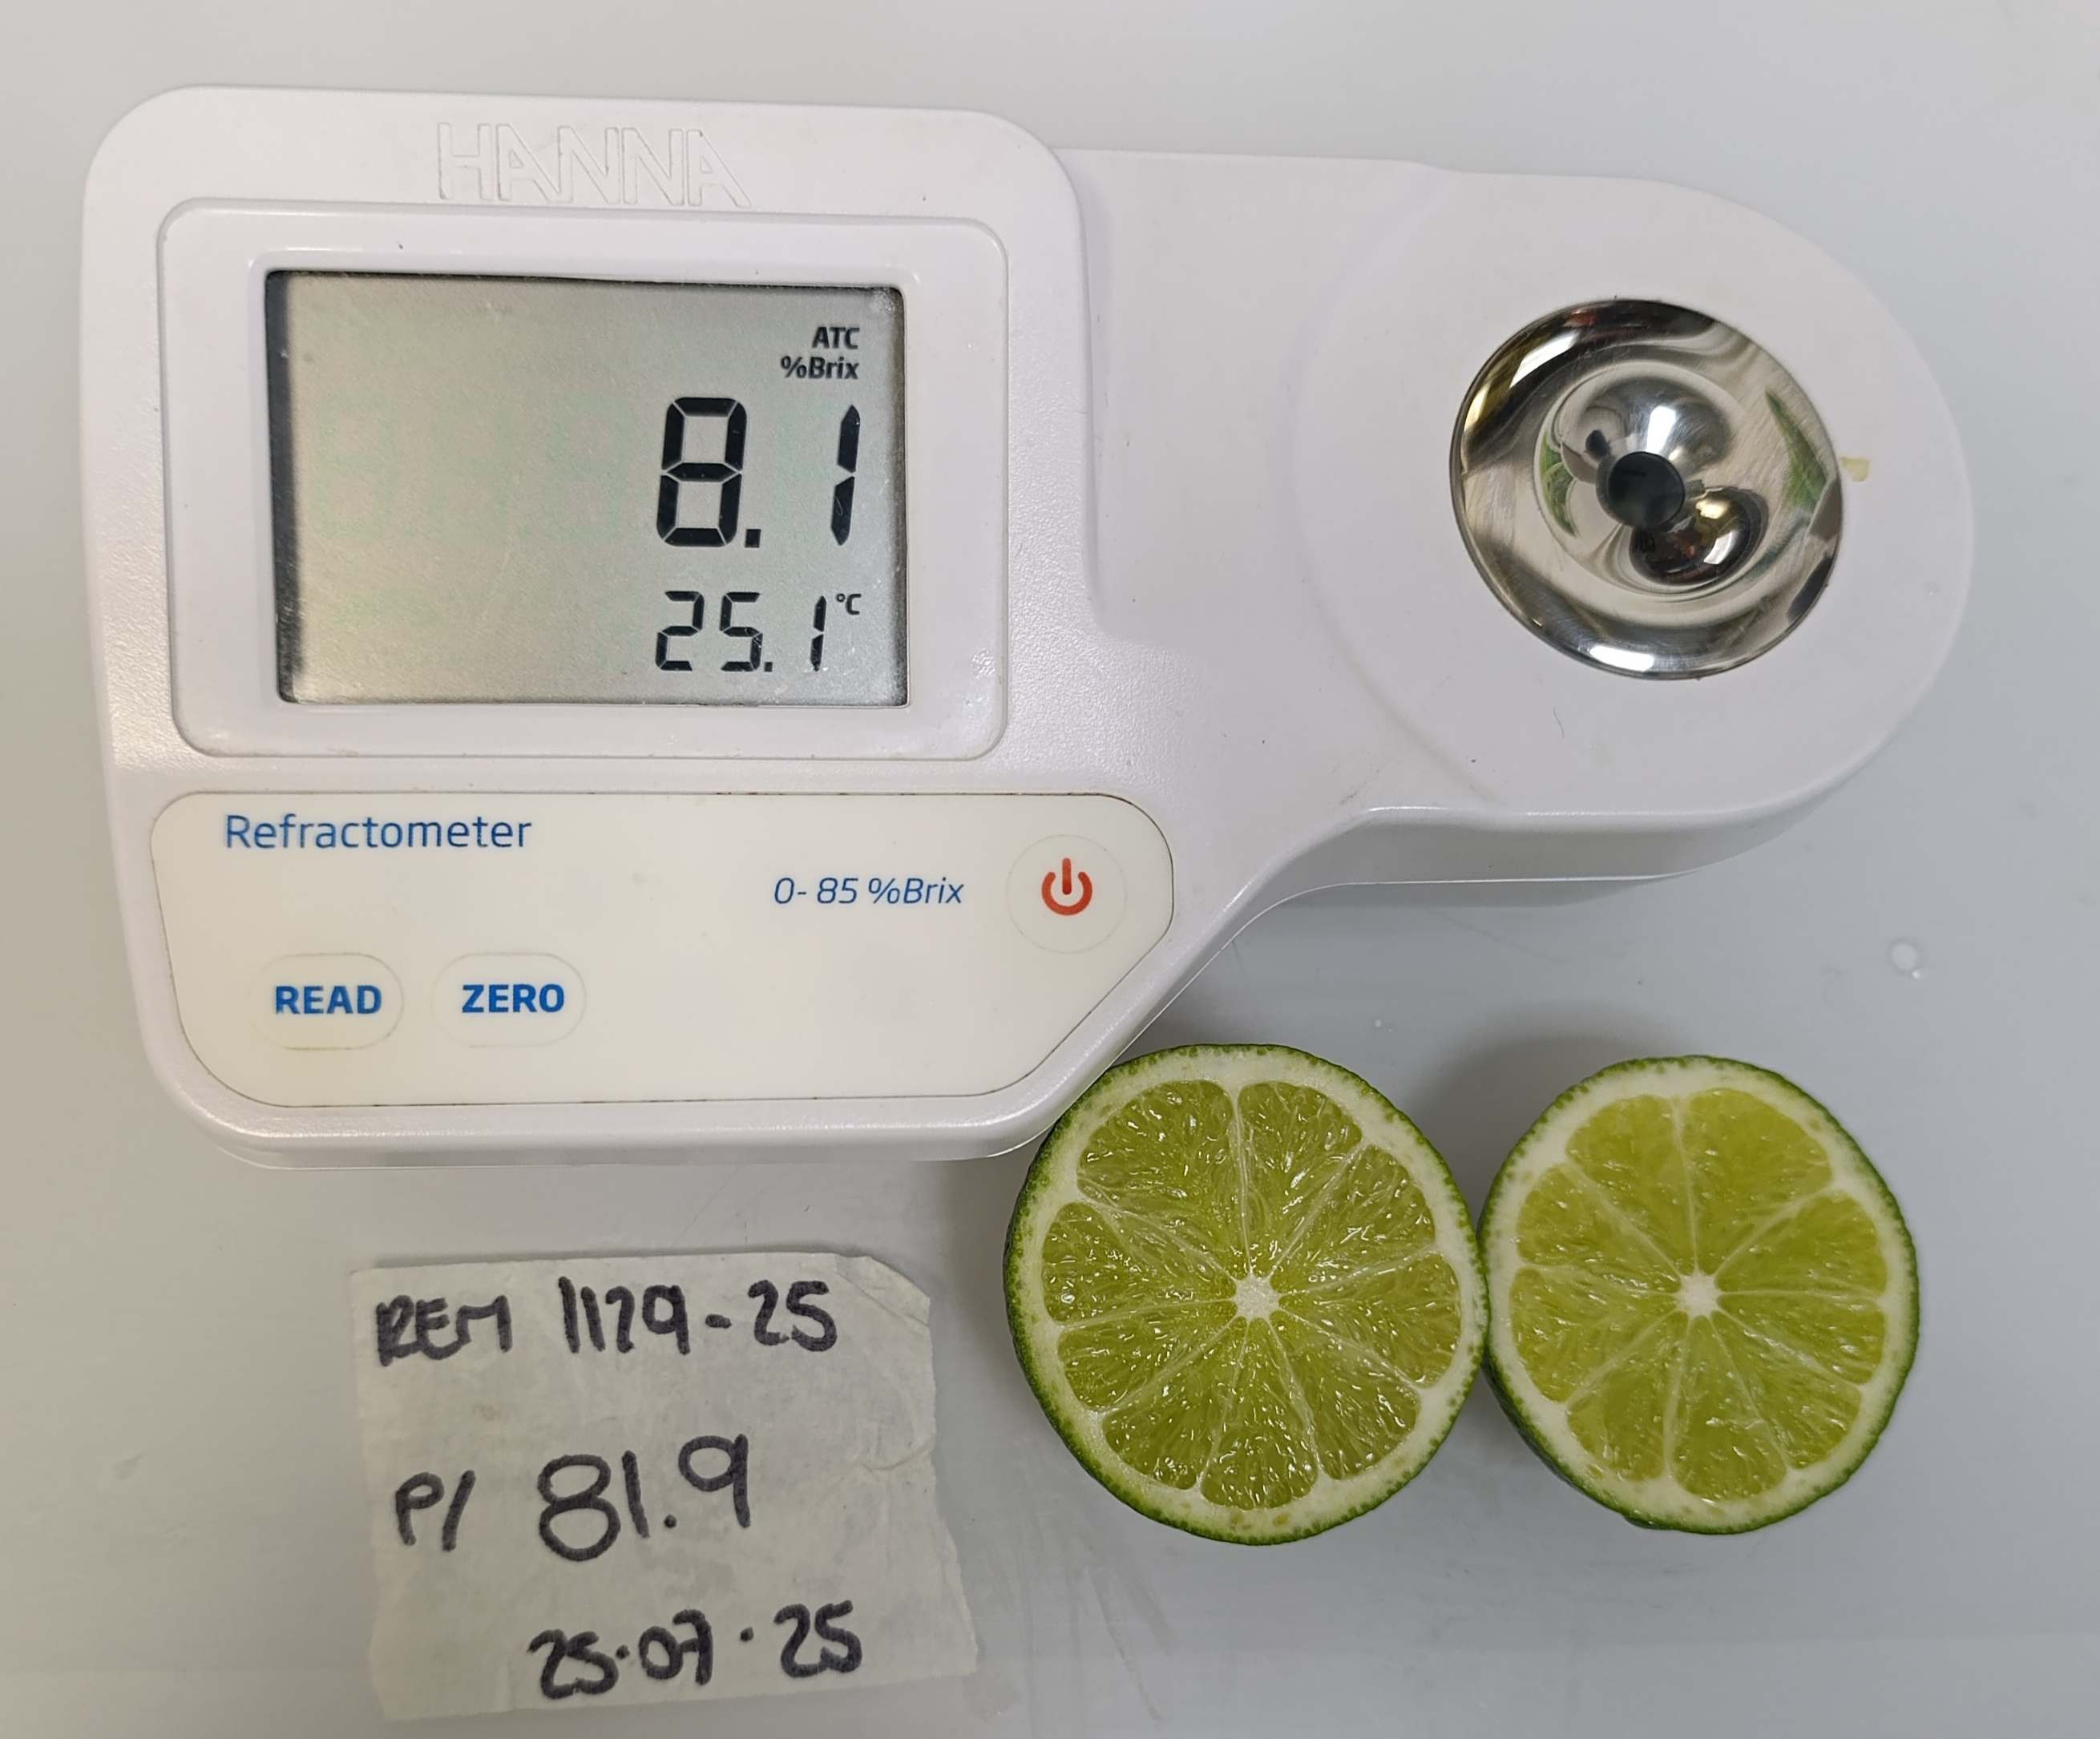 HANNA
ATC
%Brix
8.1
25.1 °C
Refractometer
0- 85 %Brix
READ ZERO
REM 1179-25
P/ 81.9
25.07.25